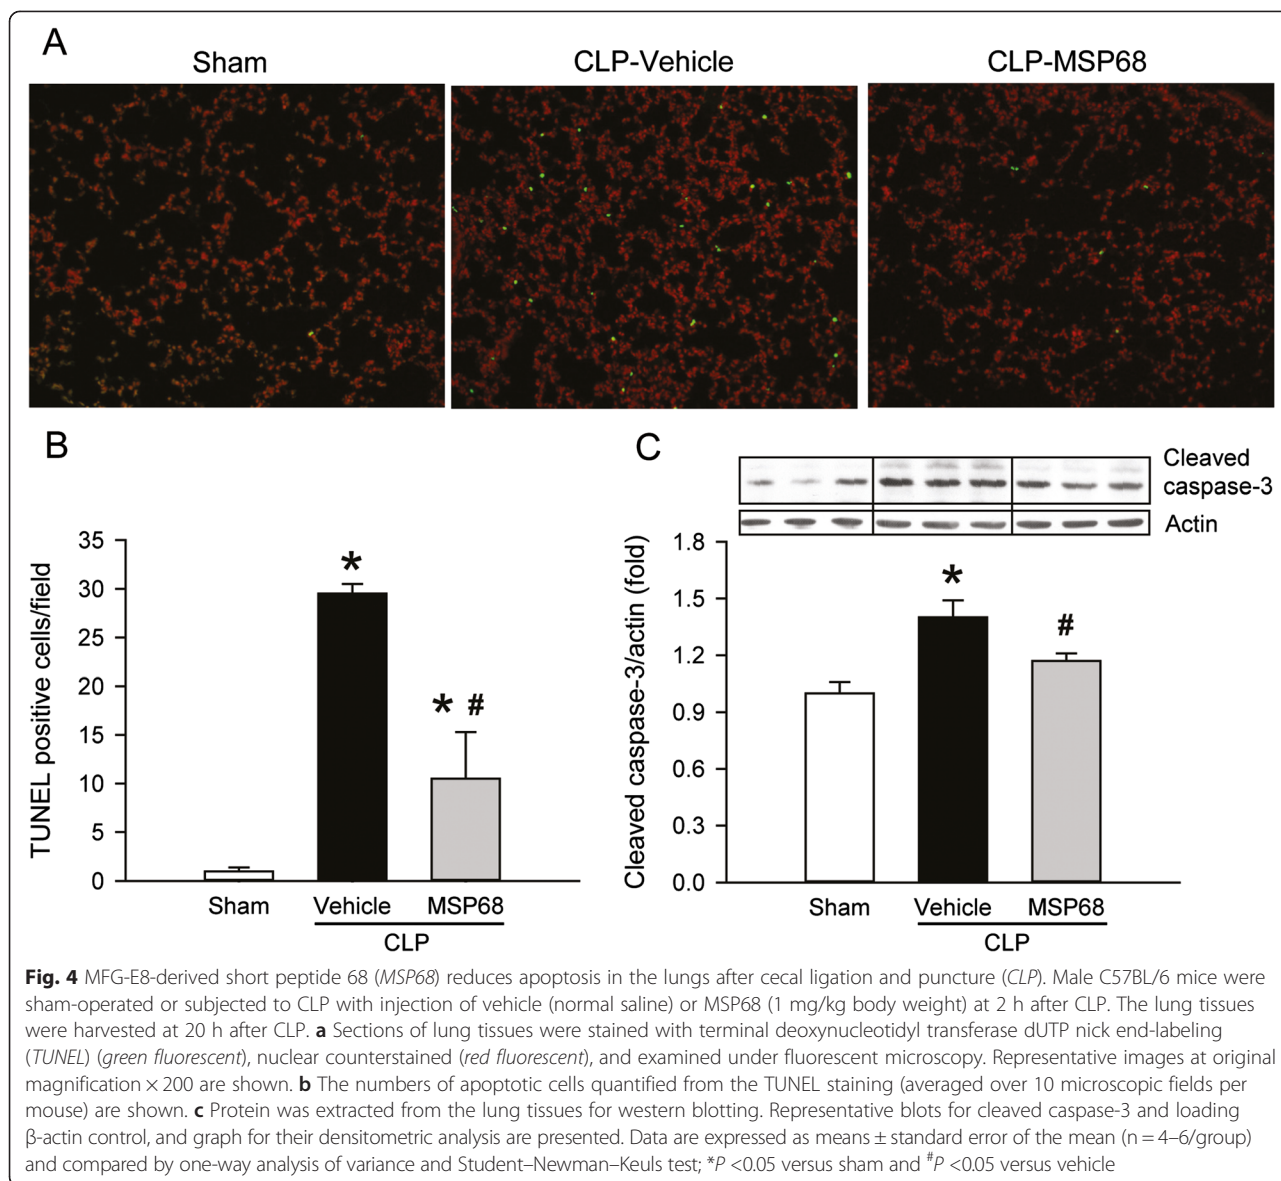 A
Sham
CLP-Vehicle
CLP-MSP68
B
TUNEL positive cells/field
35
30
25
20
15
10
5
0
*
* #
Sham
Vehicle
MSP68
CLP
C
Cleaved
caspase-3
Actin
Cleaved caspase-3/actin (fold)
1.8
1.5
1.2
0.9
0.6
0.3
0.0
*
#
Sham
Vehicle
MSP68
CLP
Fig. 4 MFG-E8-derived short peptide 68 (MSP68) reduces apoptosis in the lungs after cecal ligation and puncture (CLP). Male C57BL/6 mice were
sham-operated or subjected to CLP with injection of vehicle (normal saline) or MSP68 (1 mg/kg body weight) at 2 h after CLP. The lung tissues
were harvested at 20 h after CLP. a Sections of lung tissues were stained with terminal deoxynucleotidyl transferase dUTP nick end-labeling
(TUNEL) (green fluorescent), nuclear counterstained (red fluorescent), and examined under fluorescent microscopy. Representative images at original
magnification × 200 are shown. b The numbers of apoptotic cells quantified from the TUNEL staining (averaged over 10 microscopic fields per
mouse) are shown. c Protein was extracted from the lung tissues for western blotting. Representative blots for cleaved caspase-3 and loading
β-actin control, and graph for their densitometric analysis are presented. Data are expressed as means ± standard error of the mean (n = 4–6/group)
and compared by one-way analysis of variance and Student–Newman–Keuls test; *P <0.05 versus sham and #P <0.05 versus vehicle